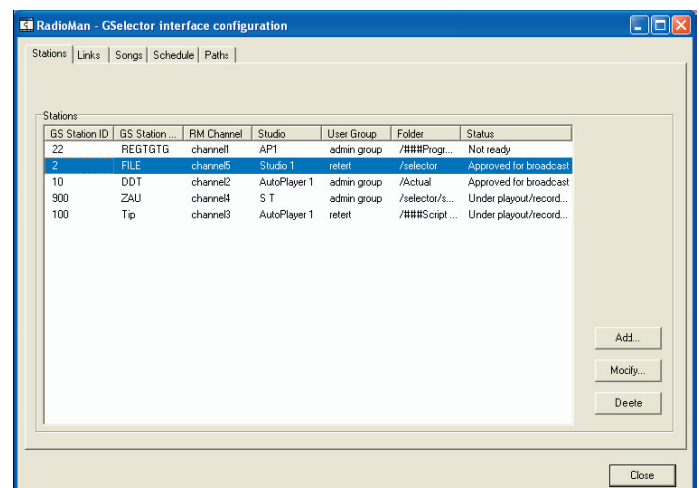 RadioMan - GSelector interface configuration
Stations Links Songs Schedule Paths
Stations
GS Station ID GS Station ... RM Channel Studio User Group Folder Status
22 REGTGTG channel1 AP1 admin group /###Progr... Not ready
2 FILE channel5 Studio 1 retert /selector Approved for broadcast
10 DDT channel2 AutoPlayer 1 admin group /Actual Approved for broadcast
900 ZAU channel4 S T admin group /selector/s... Under playout/record...
100 Tip channel3 AutoPlayer 1 retert /###Script ... Under playout/record...
Add...
Modify...
Deete
Close